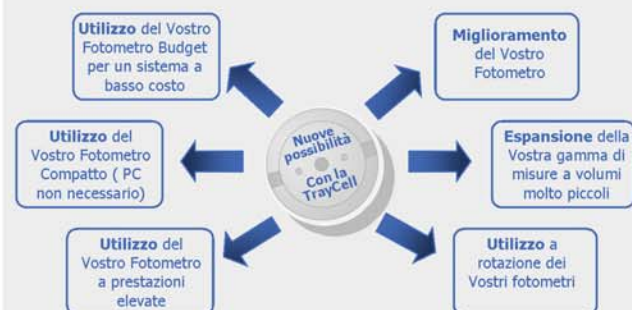 Utilizzo del Vostro
Fotometro Budget
per un sistema a
basso costo
Miglioramento
del Vostro
Fotometro
Utilizzo del
Vostro Fotometro
Compatto ( PC
non necessario)
Nuove
possibilità
Con la
TrayCell
Espansione della
Vostra gamma di
misure a volumi
molto piccoli
Utilizzo del
Vostro Fotometro
a prestazioni
elevate
Utilizzo a
rotazione dei
Vostri fotometri